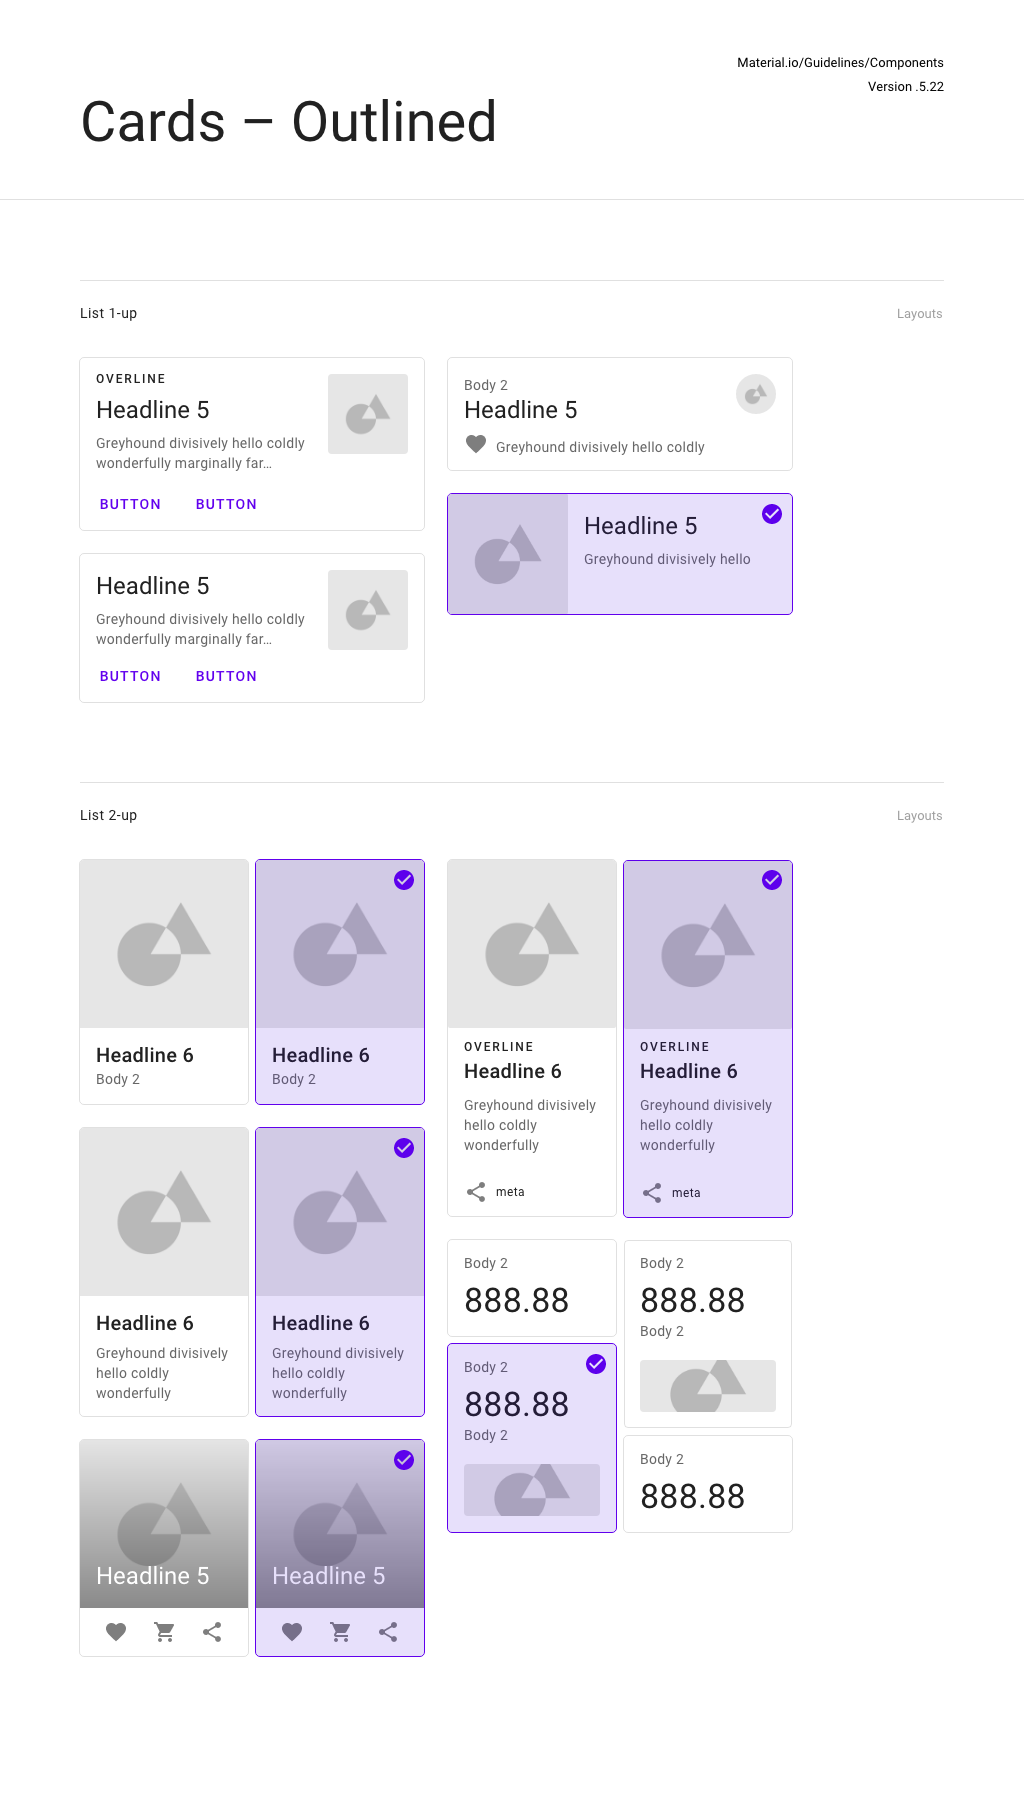 Material.io/Guidelines/Components
Version .5.22
Cards – Outlined
List 1-up
Layouts
OVERLINE
Headline 5
Greyhound divisively hello coldly
wonderfully marginally far…
BUTTON BUTTON
Headline 5
Greyhound divisively hello coldly
wonderfully marginally far…
BUTTON BUTTON
Body 2
Headline 5
Greyhound divisively hello coldly
Headline 5
Greyhound divisively hello
List 2-up
Layouts
Headline 6
Body 2
Headline 6
Body 2
Headline 6
Greyhound divisively
hello coldly
wonderfully
Headline 6
Greyhound divisively
hello coldly
wonderfully
Headline 5
Headline 5
OVERLINE
Headline 6
Greyhound divisively
hello coldly
wonderfully
meta
OVERLINE
Headline 6
Greyhound divisively
hello coldly
wonderfully
meta
Body 2
888.88
Body 2
888.88
Body 2
Body 2
888.88
Body 2
Body 2
888.88